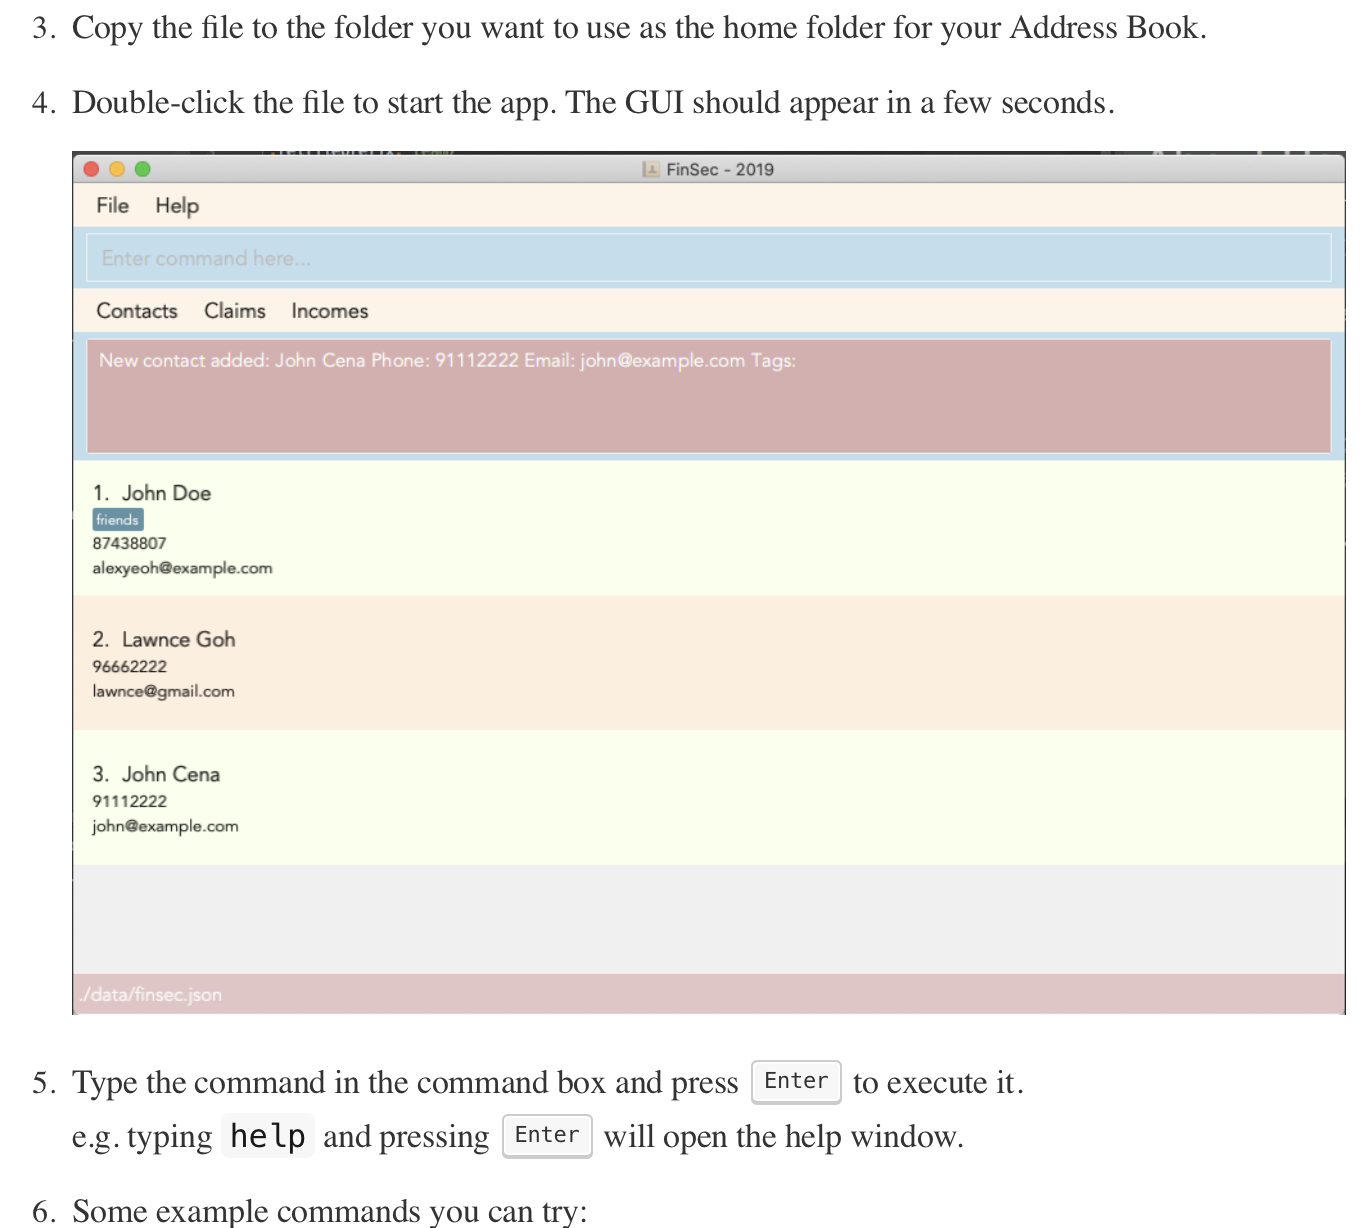 3. Copy the file to the folder you want to use as the home folder for your Address Book.
4. Double-click the file to start the app. The GUI should appear in a few seconds.
FinSec - 2019
File Help
Enter command here...
Contacts Claims Incomes
New contact added: John Cena Phone: 91112222 Email: john@example.com Tags:
1. John Doe
friends
87438807
alexyeoh@example.com
2. Lawnce Goh
96662222
lawnce@gmail.com
3. John Cena
91112222
john@example.com
./data/finsec.json
5. Type the command in the command box and press Enter to execute it.
e.g. typing help and pressing Enter will open the help window.
6. Some example commands you can try: